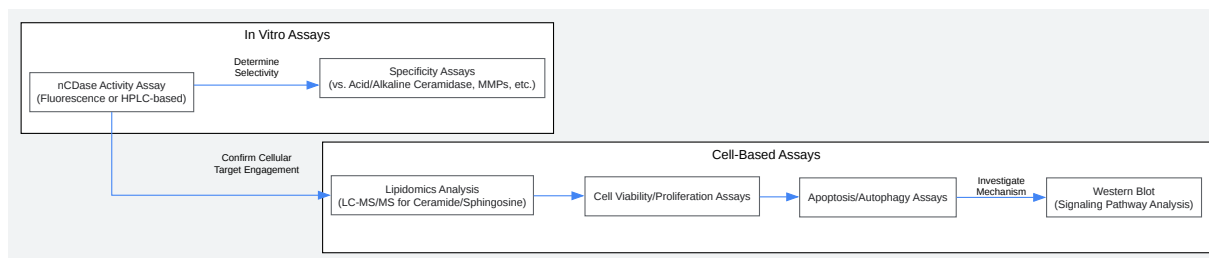 In Vitro Assays
Determine
Selectivity
nCDase Activity Assay
(Fluorescence or HPLC-based)
Specificity Assays
(vs. Acid/Alkaline Ceramidase, MMPs, etc.)
Confirm Cellular
Target Engagement
Cell-Based Assays
Lipidomics Analysis
(LC-MS/MS for Ceramide/Sphingosine)
Cell Viability/Proliferation Assays
Apoptosis/Autophagy Assays
Investigate
Mechanism
Western Blot
(Signaling Pathway Analysis)